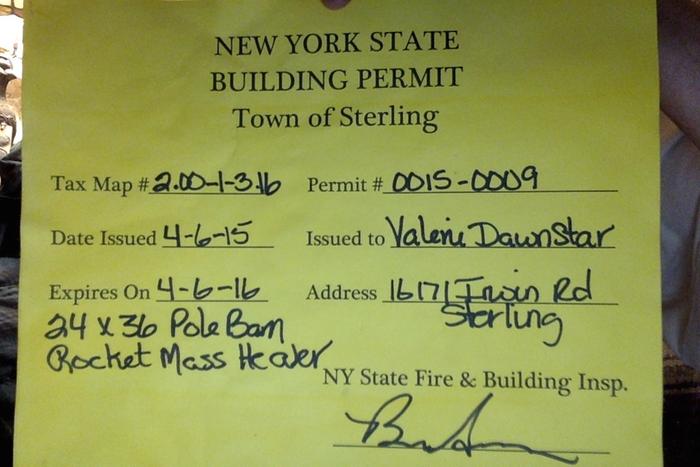 NEW YORK STATE
BUILDING PERMIT
Town of Sterling
Tax Map # 2.00-1-3.16 Permit # 0015-0009
Date Issued 4-6-15 Issued to Valerie DawnStar
Expires On 4-6-16 Address 16171 Irwin Rd
Sterling
24 x 36 Pole Barn
Rocket Mass Heater
NY State Fire & Building Insp.